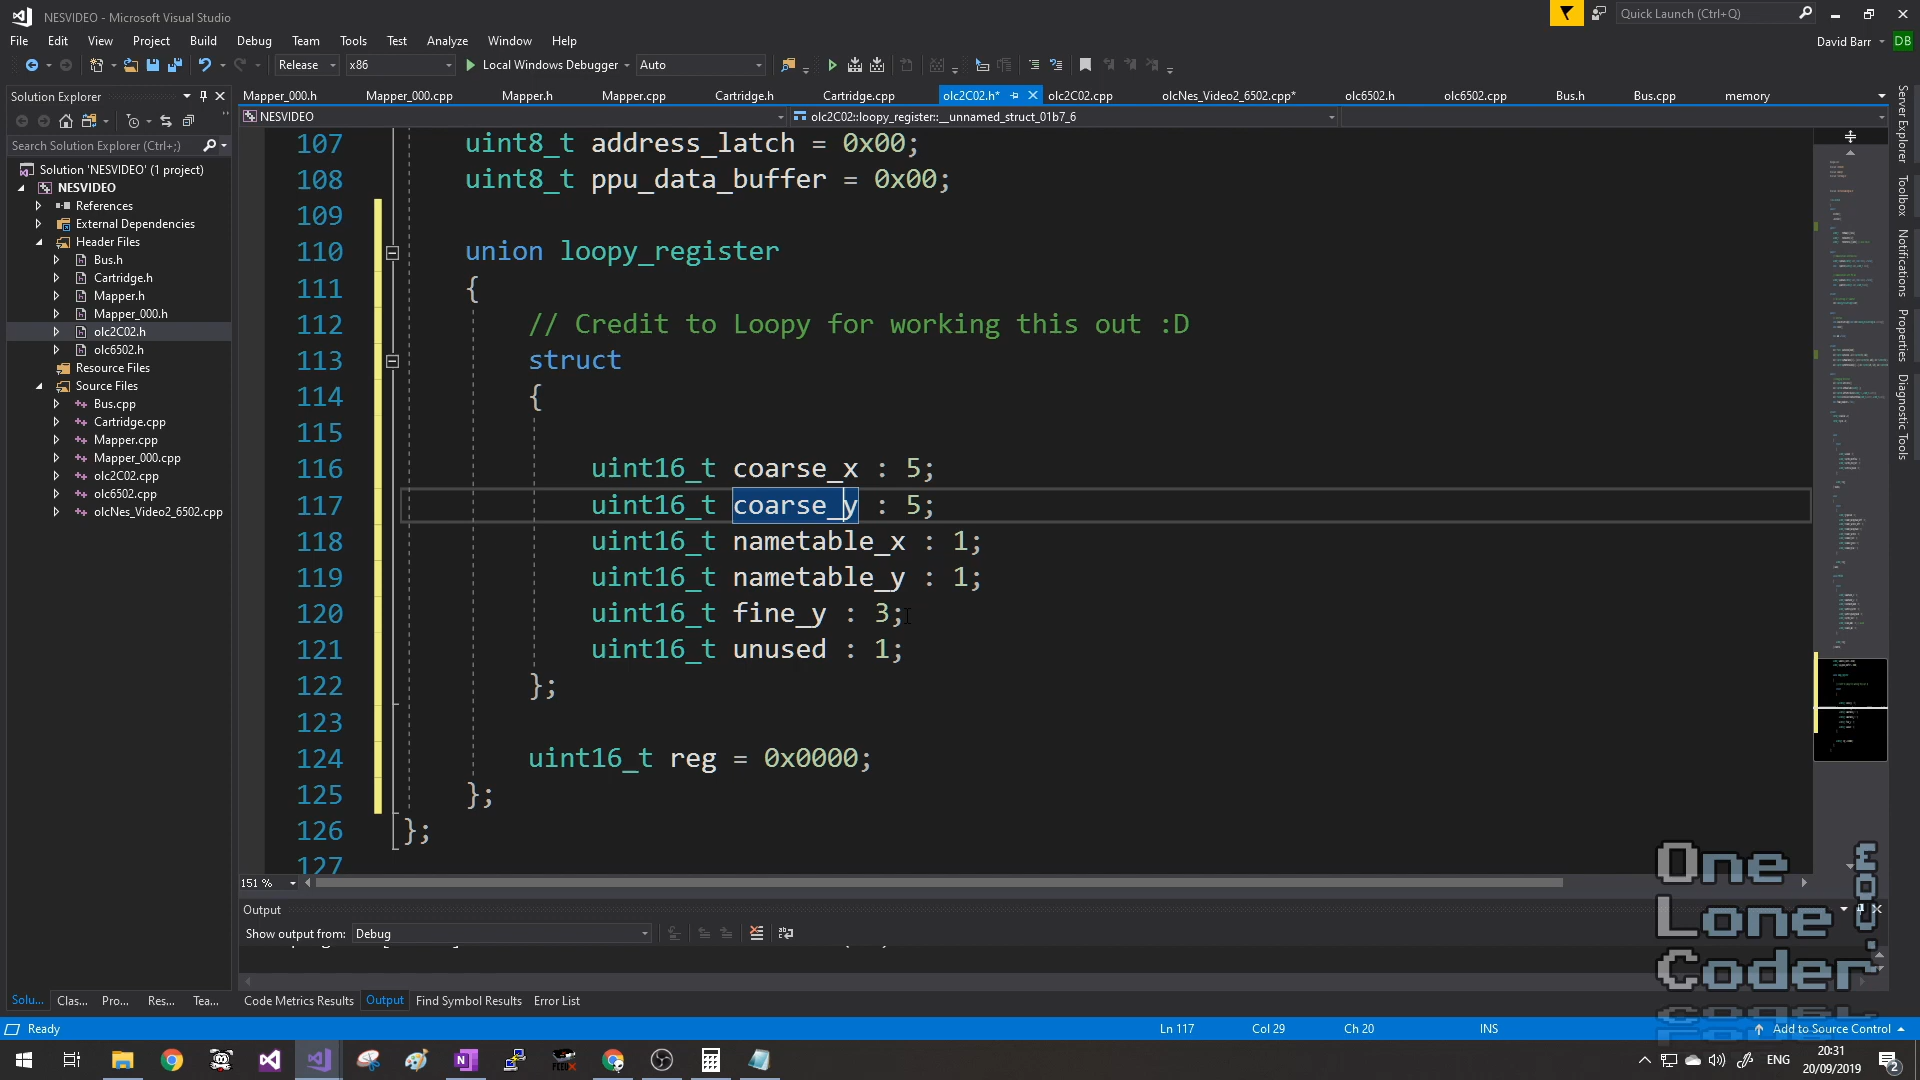 NESVIDEO - Microsoft Visual Studio
Quick Launch (Ctrl+Q)
File Edit View Project Build Debug Team Tools Test Analyze Window Help
David Barr DB
Release x86 Local Windows Debugger Auto
Solution Explorer
Mapper_000.h Mapper_000.cpp Mapper.h Mapper.cpp Cartridge.h Cartridge.cpp olc2C02.h* olc2C02.cpp olcNes_Video2_6502.cpp* olc6502.h olc6502.cpp Bus.h Bus.cpp memory
NESVIDEO
olc2C02::loopy_register::__unnamed_struct_01b7_6
Search Solution Explorer (Ctrl+;)
Solution 'NESVIDEO' (1 project)
NESVIDEO
References
External Dependencies
Header Files
Bus.h
Cartridge.h
Mapper.h
Mapper_000.h
olc2C02.h
olc6502.h
Resource Files
Source Files
Bus.cpp
Cartridge.cpp
Mapper.cpp
Mapper_000.cpp
olc2C02.cpp
olc6502.cpp
olcNes_Video2_6502.cpp
107 uint8_t address_latch = 0x00;
108 uint8_t ppu_data_buffer = 0x00;
109
110 union loopy_register
111 {
112 // Credit to Loopy for working this out :D
113 struct
114 {
115
116 uint16_t coarse_x : 5;
117 uint16_t coarse_y : 5;
118 uint16_t nametable_x : 1;
119 uint16_t nametable_y : 1;
120 uint16_t fine_y : 3;
121 uint16_t unused : 1;
122 };
123
124 uint16_t reg = 0x0000;
125 };
126 };
127
151 %
Server Explorer
Toolbox
Notifications
Properties
Diagnostic Tools
Output
Show output from: Debug
Solu... Clas... Pro... Res... Tea...
Code Metrics Results Output Find Symbol Results Error List
Ready
Ln 117 Col 29 Ch 20 INS
Add to Source Control
ENG
20:31
20/09/2019
2
One
Lone
Coder
.com